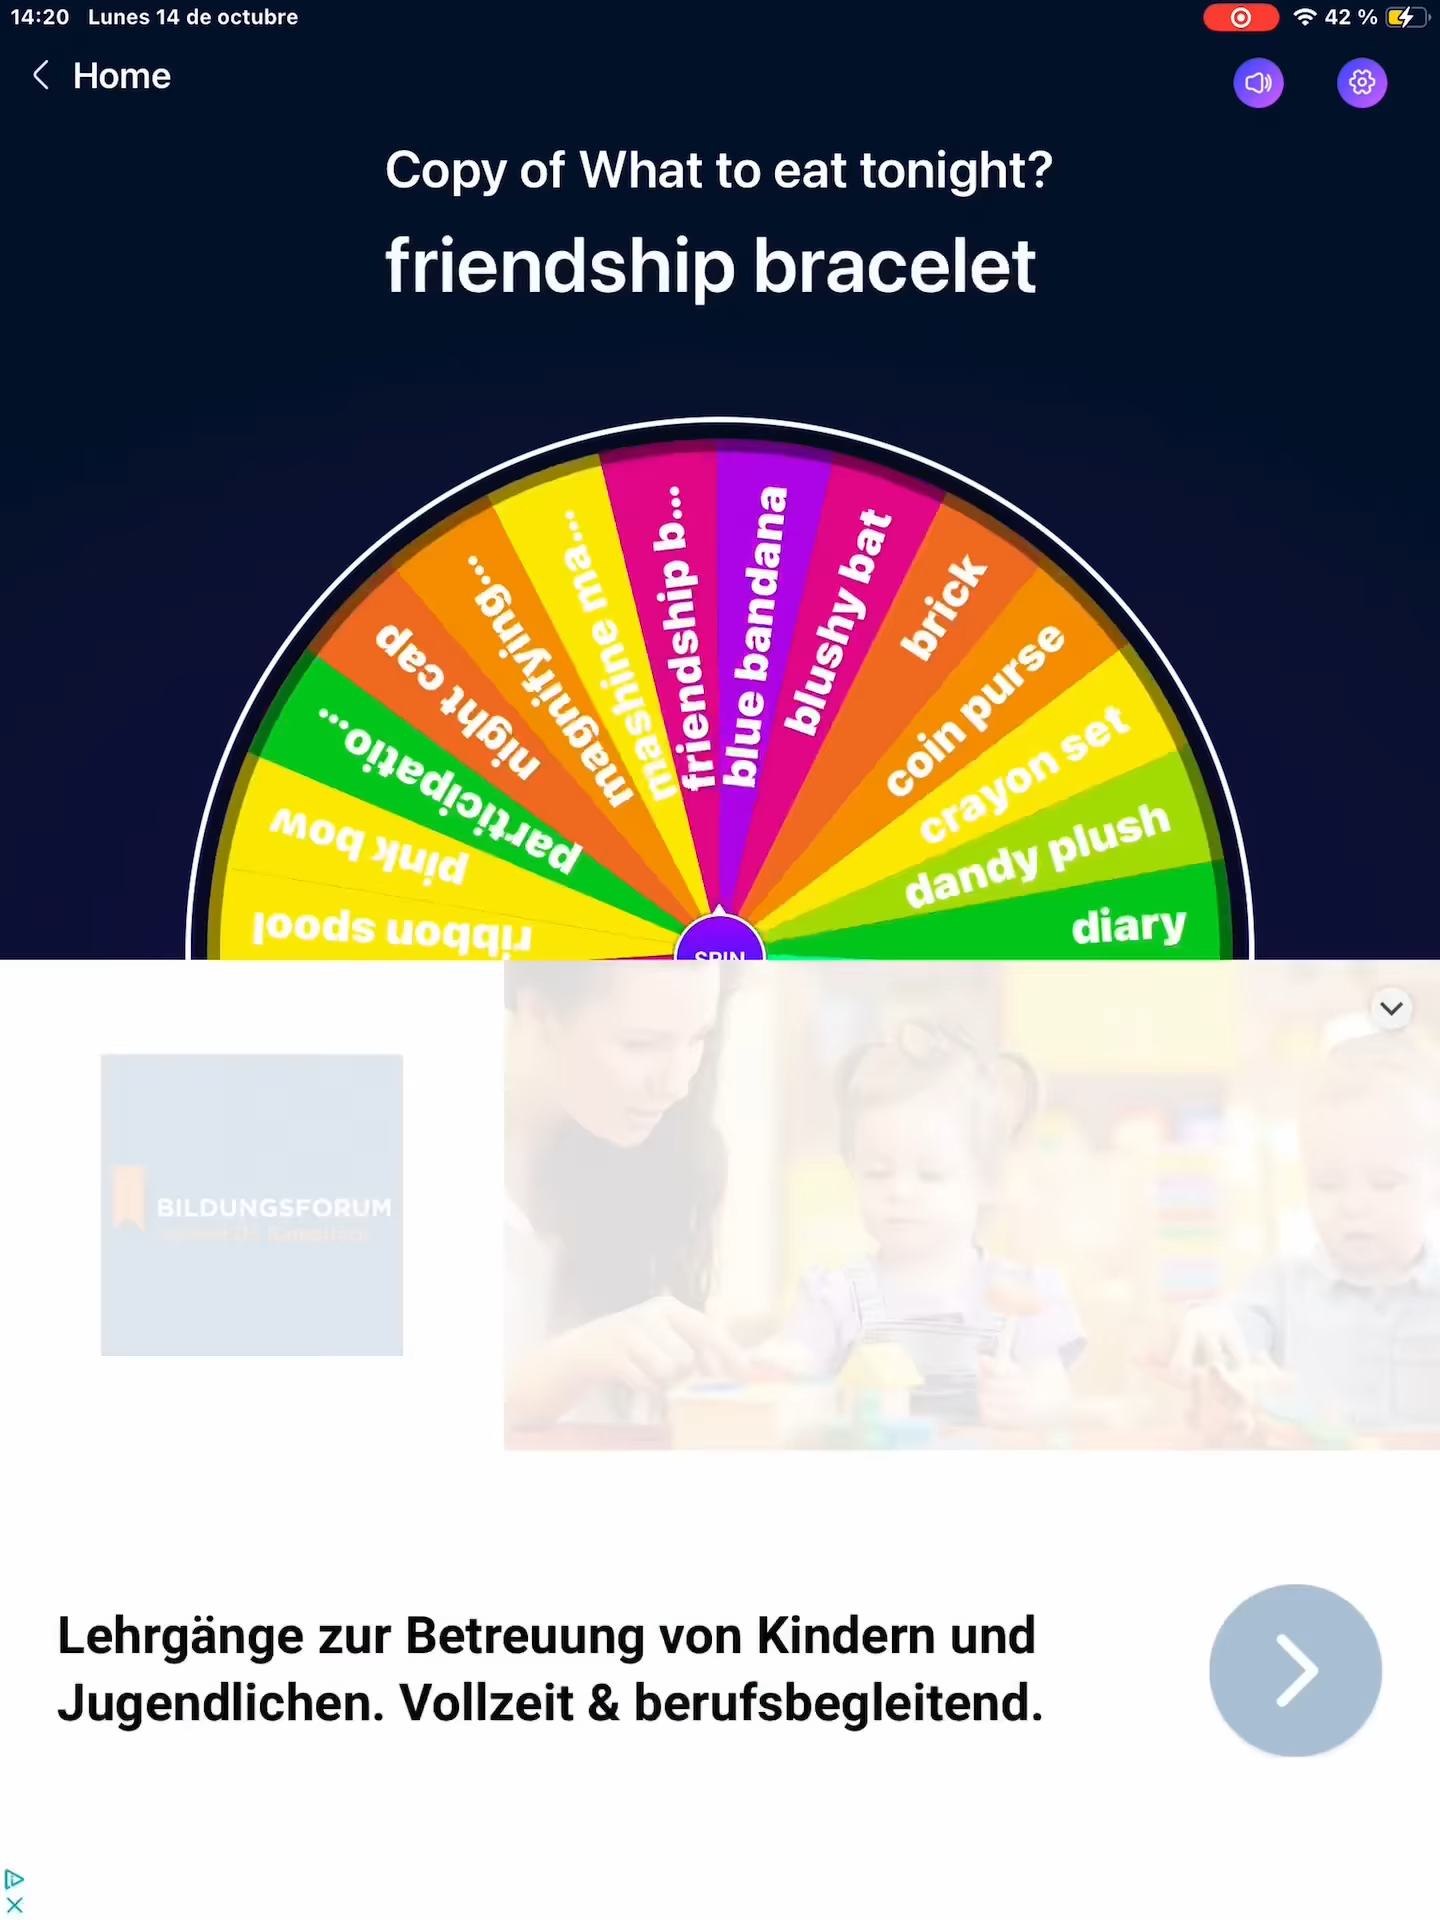 14:20 Lunes 14 de octubre
42 %
Home
Copy of What to eat tonight?
friendship bracelet
ribbon spool
pink bow
participatio...
night cap
magnifying...
mashine ma...
friendship b...
blue bandana
blushy bat
brick
coin purse
crayon set
dandy plush
diary
SPIN
BILDUNGSFORUM
Lehrgänge zur Betreuung von Kindern und
Jugendlichen. Vollzeit & berufsbegleitend.